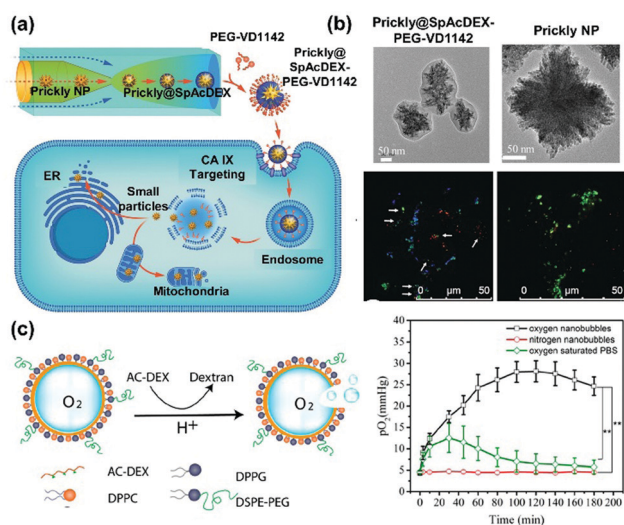 (a)
PEG-VD1142
Prickly@
SpAcDEX-
PEG-VD1142
Prickly NP
Prickly@SpAcDEX
CA IX
Targeting
ER
Small
particles
Endosome
Mitochondria
(b)
Prickly@SpAcDEX-
PEG-VD1142
Prickly NP
50 nm
50 nm
0 μm 50
0 μm 50
(c)
O₂
AC-DEX
Dextran
H⁺
O₂
AC-DEX
DPPG
DPPC
DSPE-PEG
40
35
30
25
20
15
10
5
0
pO₂(mmHg)
oxygen nanobubbles
nitrogen nanobubbles
oxygen saturated PBS
**
**
0 20 40 60 80 100 120 140 160 180 200
Time (min)